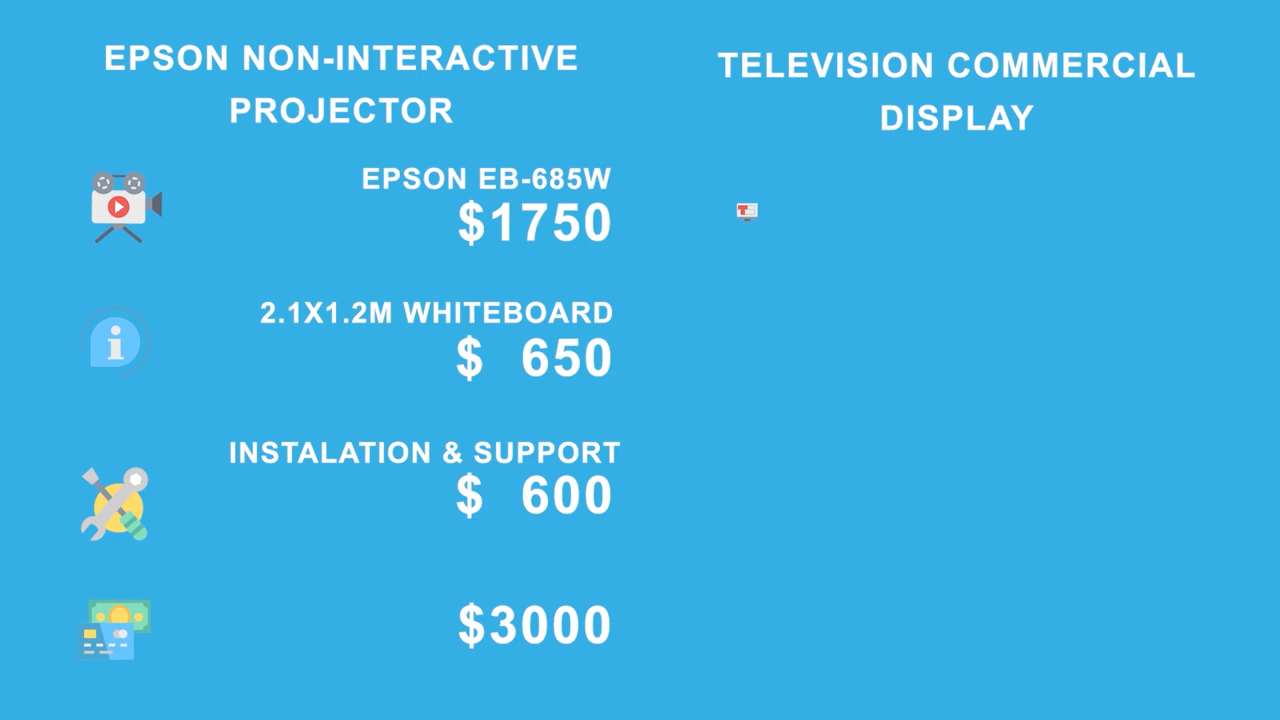 EPSON NON-INTERACTIVE
PROJECTOR
EPSON EB-685W
$1750
2.1X1.2M WHITEBOARD
$ 650
INSTALATION & SUPPORT
$ 600
$3000
TELEVISION COMMERCIAL
DISPLAY